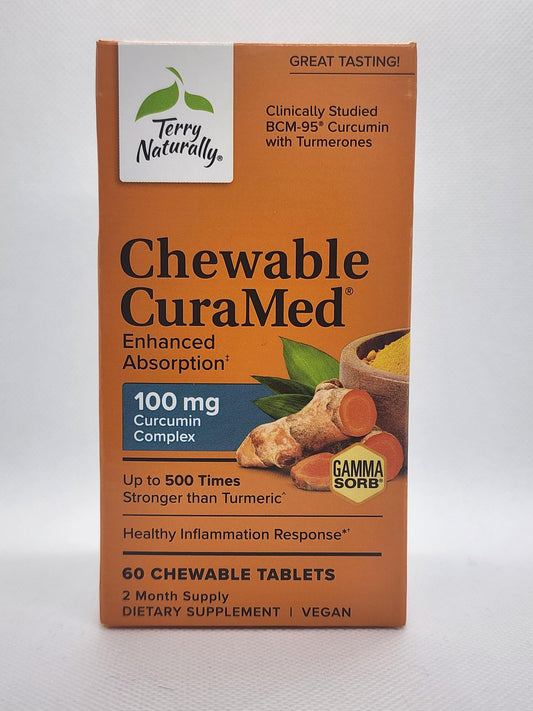 GREAT TASTING!
Terry
Naturally®
Clinically Studied
BCM-95® Curcumin
with Turmerones
Chewable
CuraMed®
Enhanced
Absorption‡
100 mg
Curcumin
Complex
GAMMA
SORB®
Up to 500 Times
Stronger than Turmeric^
Healthy Inflammation Response*†
60 CHEWABLE TABLETS
2 Month Supply
DIETARY SUPPLEMENT | VEGAN